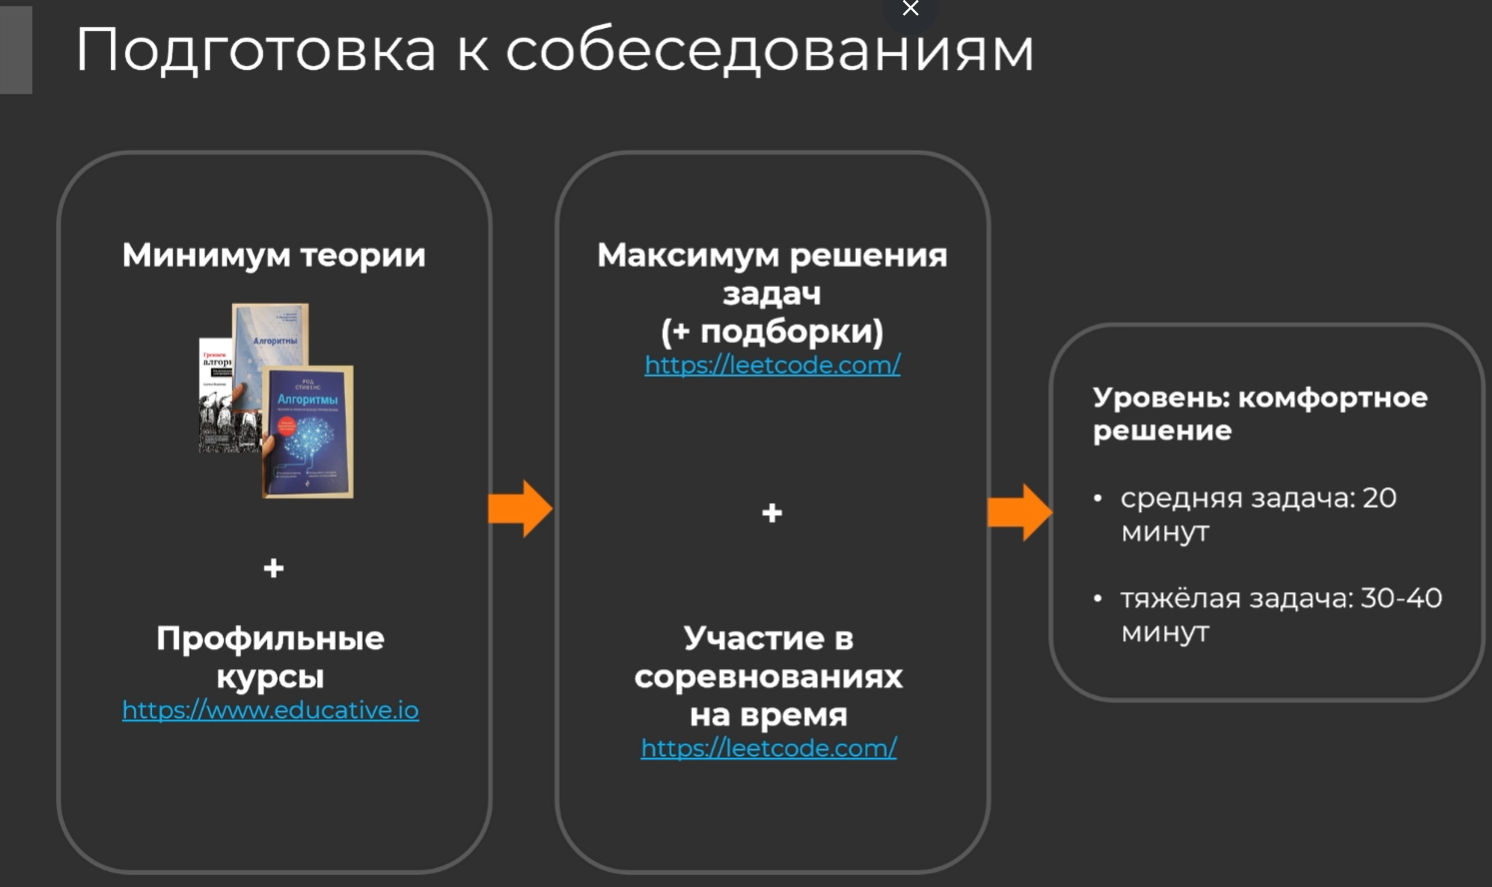 Подготовка к собеседованиям
Минимум теории
Алгоритмы
Грокаем
РОД
СТИВЕНС
Алгоритмы
+
Профильные
курсы
https://www.educative.io
Максимум решения
задач
(+ подборки)
https://leetcode.com/
+
Участие в
соревнованиях
на время
https://leetcode.com/
Уровень: комфортное
решение
• средняя задача: 20
минут
• тяжёлая задача: 30-40
минут